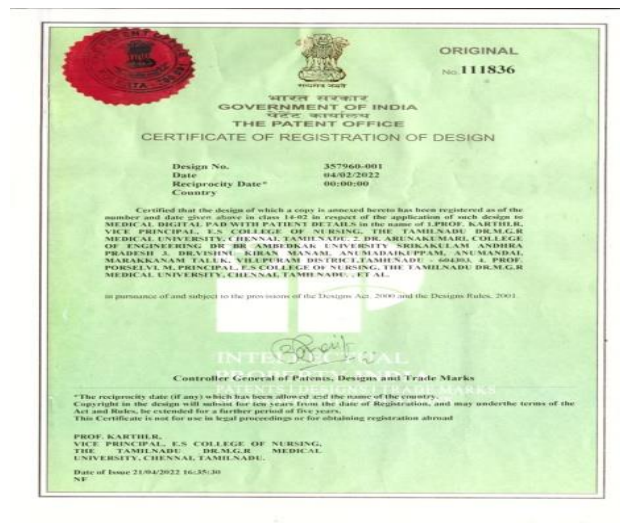 ORIGINAL
No. 111836
सत्यमेव जयते
भारत सरकार
GOVERNMENT OF INDIA
पेटेंट कार्यालय
THE PATENT OFFICE
CERTIFICATE OF REGISTRATION OF DESIGN
Design No. 357960-001
Date 04/02/2022
Reciprocity Date* 00:00:00
Country
Certified that the design of which a copy is annexed hereto has been registered as of the
number and date given above in class 14-02 in respect of the application of such design to
MEDICAL DIGITAL PAD WITH PATIENT DETAILS in the name of 1.PROF. KARTHI.R,
VICE PRINCIPAL, E.S COLLEGE OF NURSING, THE TAMILNADU DR.M.G.R
MEDICAL UNIVERSITY, CHENNAI, TAMILNADU. 2. DR. ARUNAKUMARI, COLLEGE
OF ENGINEERING DR BR AMBEDKAK UNIVERSITY SRIKAKULAM ANDHRA
PRADESH 3. DR.VISHNU KIRAN MANAM, ANUMADAIKUPPAM, ANUMANDAI,
MARAKKANAM TALUK, VILUPURAM DISTRICT,TAMILNADU - 604303, 4. PROF.
PORSELVI. M, PRINCIPAL, E.S COLLEGE OF NURSING, THE TAMILNADU DR.M.G.R
MEDICAL UNIVERSITY, CHENNAI, TAMILNADU. , ET AL.
in pursuance of and subject to the provisions of the Designs Act, 2000 and the Designs Rules, 2001.
INTELLECTUAL
Controller General of Patents, Designs and Trade Marks
PROPERTY INDIA
PATENTS | DESIGNS | TRADE MARKS
*The reciprocity date (if any) which has been allowed and the name of the country.
Copyright in the design will subsist for ten years from the date of Registration, and may underthe terms of the
Act and Rules, be extended for a further period of five years.
This Certificate is not for use in legal proceedings or for obtaining registration abroad
PROF. KARTHI.R,
VICE PRINCIPAL, E.S COLLEGE OF NURSING,
THE TAMILNADU DR.M.G.R MEDICAL
UNIVERSITY, CHENNAI, TAMILNADU.
Date of Issue 21/04/2022 16:35:30
NF